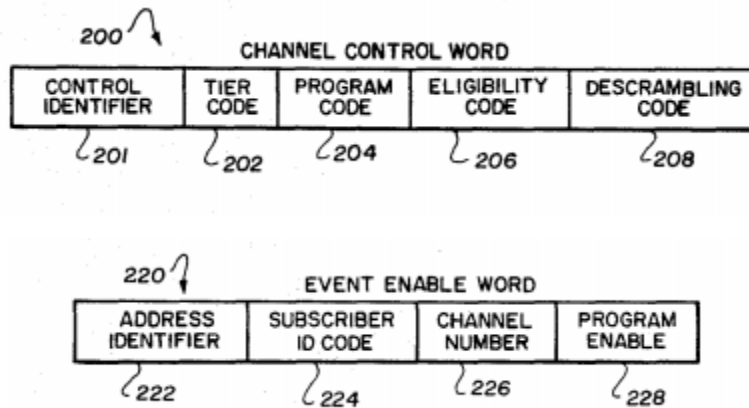 200
CHANNEL CONTROL WORD
CONTROL IDENTIFIER
TIER CODE
PROGRAM CODE
ELIGIBILITY CODE
DESCRAMBLING CODE
201
202
204
206
208
220
EVENT ENABLE WORD
ADDRESS IDENTIFIER
SUBSCRIBER ID CODE
CHANNEL NUMBER
PROGRAM ENABLE
222
224
226
228